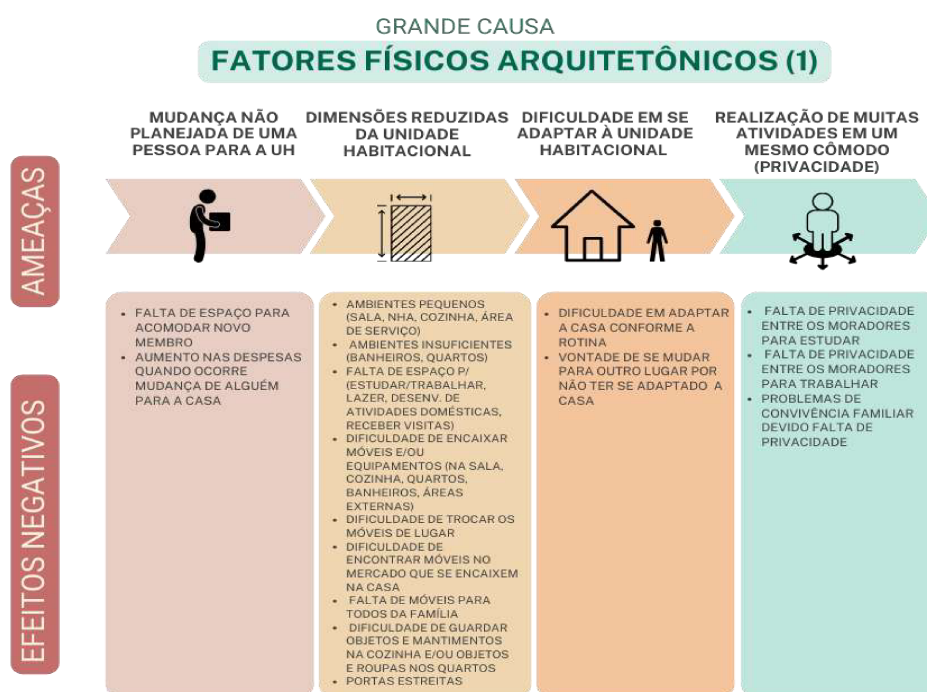 GRANDE CAUSA
FATORES FÍSICOS ARQUITETÔNICOS (1)
AMEAÇAS
MUDANÇA NÃO
PLANEJADA DE UMA
PESSOA PARA A UH
DIMENSÕES REDUZIDAS
DA UNIDADE
HABITACIONAL
DIFICULDADE EM SE
ADAPTAR À UNIDADE
HABITACIONAL
REALIZAÇÃO DE MUITAS
ATIVIDADES EM UM
MESMO CÔMODO
(PRIVACIDADE)
EFEITOS NEGATIVOS
• FALTA DE ESPAÇO PARA
ACOMODAR NOVO
MEMBRO
• AUMENTO NAS DESPESAS
QUANDO OCORRE
MUDANÇA DE ALGUÉM
PARA A CASA
• AMBIENTES PEQUENOS
(SALA, NHA, COZINHA, ÁREA
DE SERVIÇO)
• AMBIENTES INSUFICIENTES
(BANHEIROS, QUARTOS)
• FALTA DE ESPAÇO P/
(ESTUDAR/TRABALHAR,
LAZER, DESENV. DE
ATIVIDADES DOMÉSTICAS,
RECEBER VISITAS)
• DIFICULDADE DE ENCAIXAR
MÓVEIS E/OU
EQUIPAMENTOS (NA SALA,
COZINHA, QUARTOS,
BANHEIROS, ÁREAS
EXTERNAS)
• DIFICULDADE DE TROCAR OS
MÓVEIS DE LUGAR
• DIFICULDADE DE
ENCONTRAR MÓVEIS NO
MERCADO QUE SE ENCAIXEM
NA CASA
• FALTA DE MÓVEIS PARA
TODOS DA FAMÍLIA
• DIFICULDADE DE GUARDAR
OBJETOS E MANTIMENTOS
NA COZINHA E/OU OBJETOS
E ROUPAS NOS QUARTOS
• PORTAS ESTREITAS
• DIFICULDADE EM ADAPTAR
A CASA CONFORME A
ROTINA
• VONTADE DE SE MUDAR
PARA OUTRO LUGAR POR
NÃO TER SE ADAPTADO A
CASA
• FALTA DE PRIVACIDADE
ENTRE OS MORADORES
PARA ESTUDAR
• FALTA DE PRIVACIDADE
ENTRE OS MORADORES
PARA TRABALHAR
• PROBLEMAS DE
CONVIVÊNCIA FAMILIAR
DEVIDO FALTA DE
PRIVACIDADE